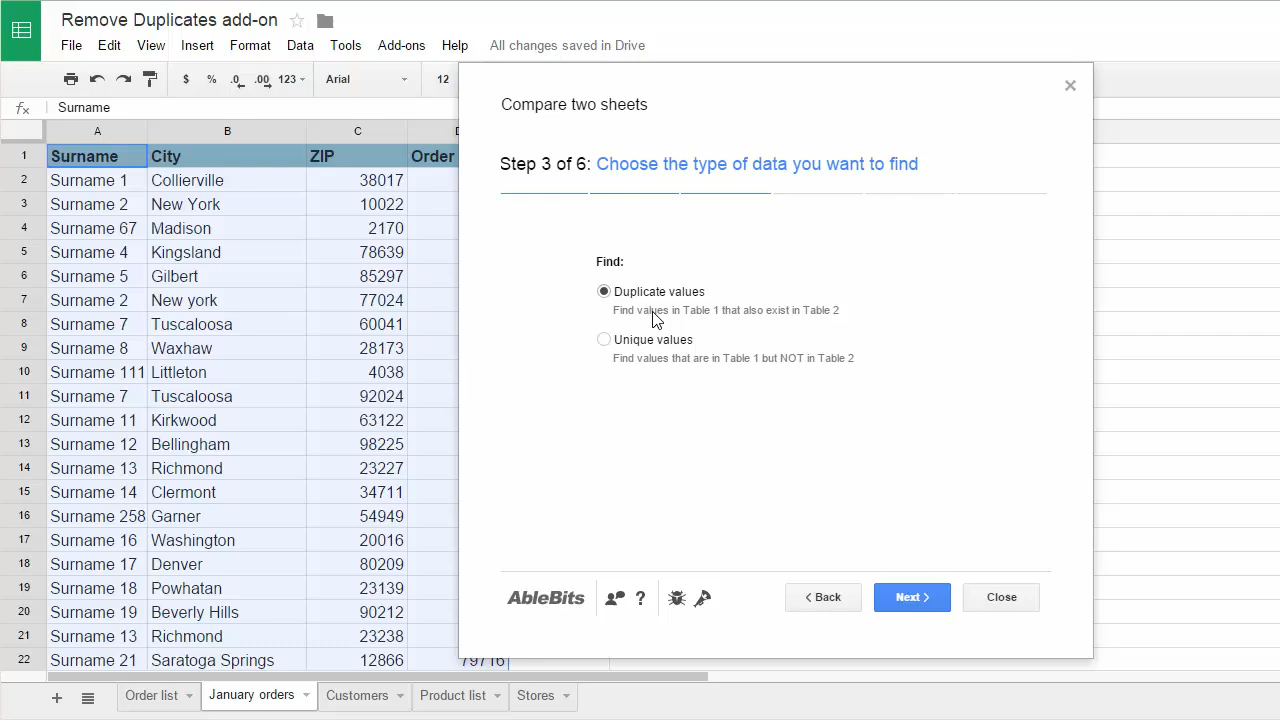 Remove Duplicates add-on
File Edit View Insert Format Data Tools Add-ons Help All changes saved in Drive
$ % .0 .00 123 Arial 12
fx Surname
A B C
1 Surname City ZIP Order
2 Surname 1 Collierville 38017
3 Surname 2 New York 10022
4 Surname 67 Madison 2170
5 Surname 4 Kingsland 78639
6 Surname 5 Gilbert 85297
7 Surname 2 New york 77024
8 Surname 7 Tuscaloosa 60041
9 Surname 8 Waxhaw 28173
10 Surname 111 Littleton 4038
11 Surname 7 Tuscaloosa 92024
12 Surname 11 Kirkwood 63122
13 Surname 12 Bellingham 98225
14 Surname 13 Richmond 23227
15 Surname 14 Clermont 34711
16 Surname 258 Garner 54949
17 Surname 16 Washington 20016
18 Surname 17 Denver 80209
19 Surname 18 Powhatan 23139
20 Surname 19 Beverly Hills 90212
21 Surname 13 Richmond 23238
22 Surname 21 Saratoga Springs 12866 79716
Compare two sheets
Step 3 of 6: Choose the type of data you want to find
Find:
Duplicate values
Find values in Table 1 that also exist in Table 2
Unique values
Find values that are in Table 1 but NOT in Table 2
AbleBits ? < Back Next > Close
+ Order list January orders Customers Product list Stores